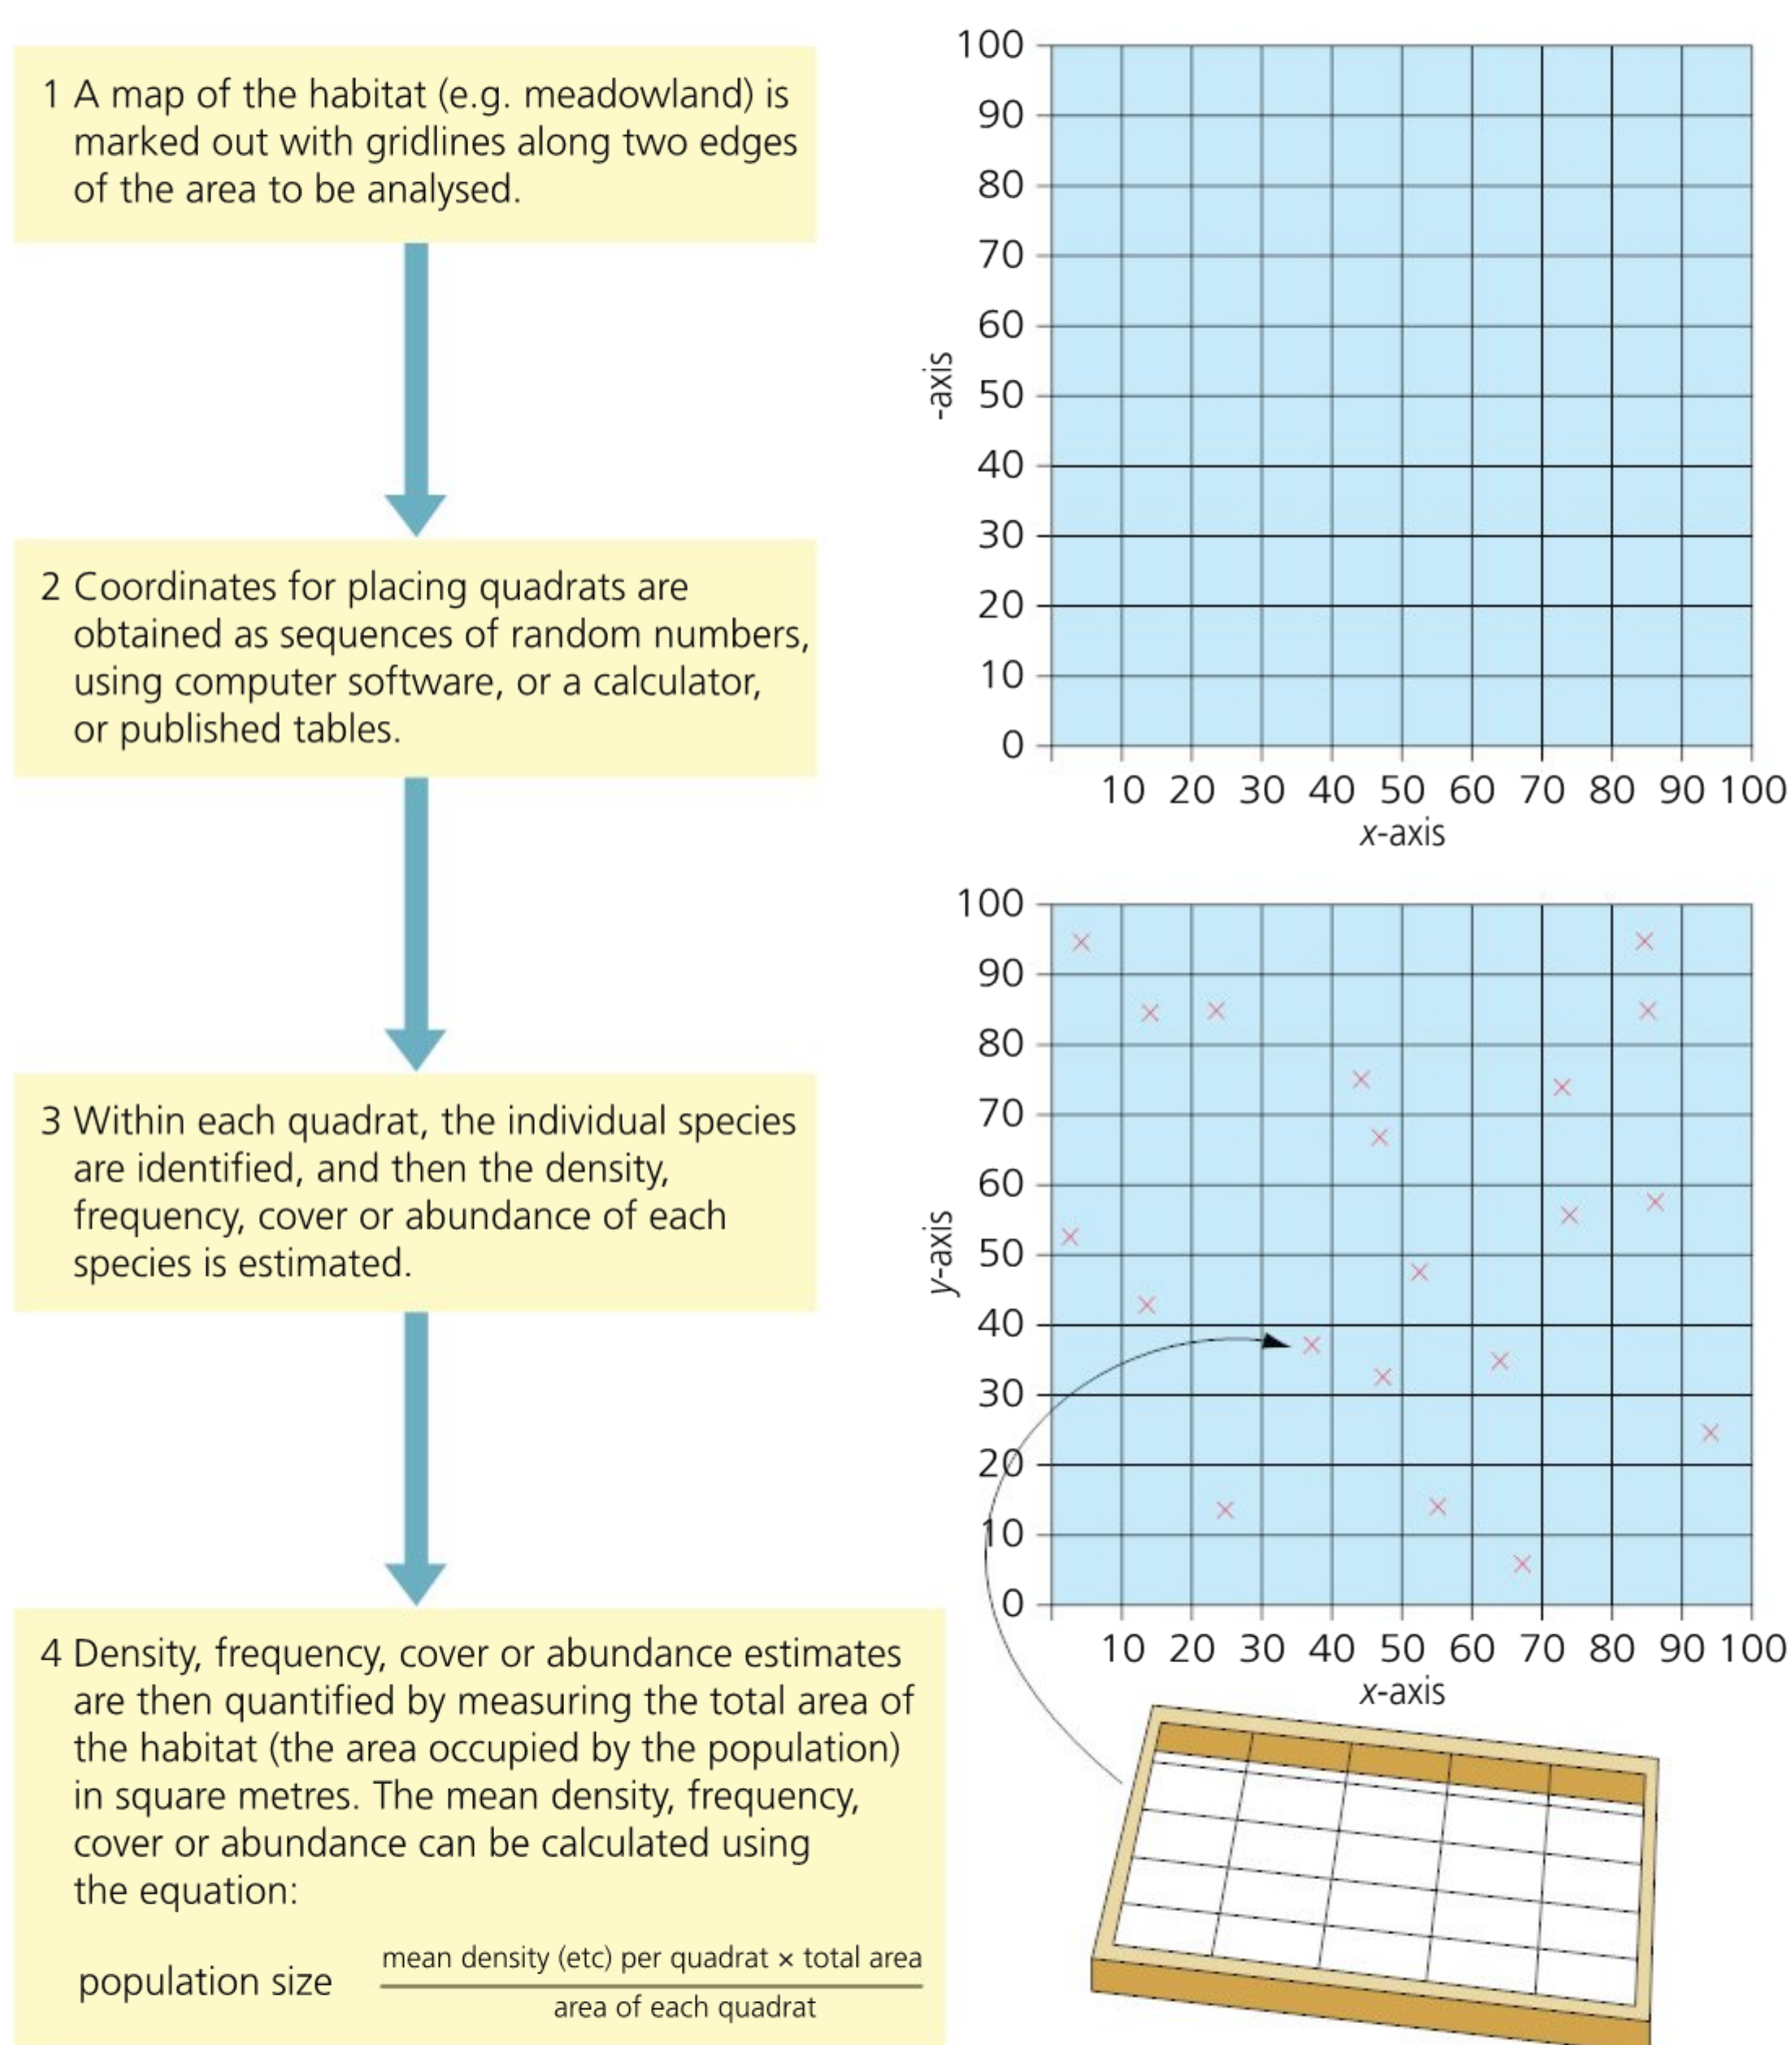 1 A map of the habitat (e.g. meadowland) is
marked out with gridlines along two edges
of the area to be analysed.
2 Coordinates for placing quadrats are
obtained as sequences of random numbers,
using computer software, or a calculator,
or published tables.
3 Within each quadrat, the individual species
are identified, and then the density,
frequency, cover or abundance of each
species is estimated.
4 Density, frequency, cover or abundance estimates
are then quantified by measuring the total area of
the habitat (the area occupied by the population)
in square metres. The mean density, frequency,
cover or abundance can be calculated using
the equation:
population size
mean density (etc) per quadrat × total area
area of each quadrat
100
90
80
70
60
50
40
30
20
10
0
-axis
10 20 30 40 50 60 70 80 90 100
x-axis
100
90
80
70
60
50
40
30
20
10
0
y-axis
10 20 30 40 50 60 70 80 90 100
x-axis